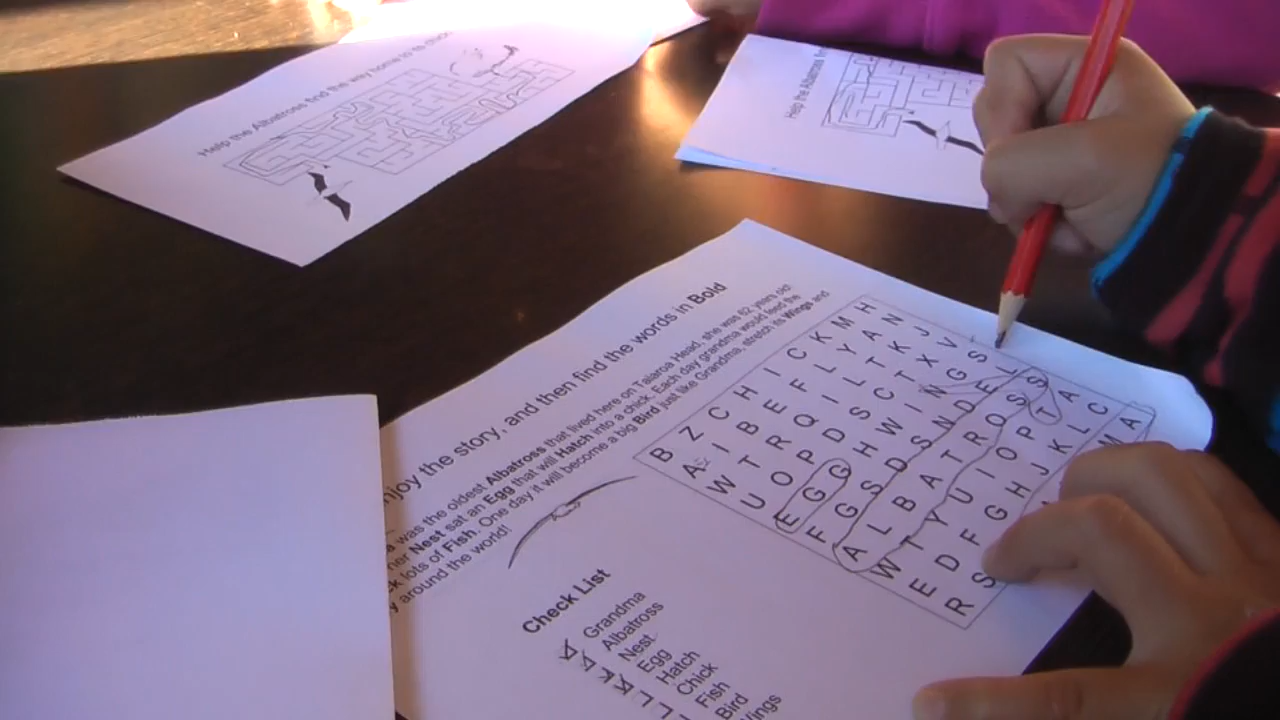 Help the Albatross find the way home to its chick
Help the Albatross
enjoy the story, and then find the words in Bold
was the oldest Albatross that lived here on Taiaroa Head, she was 62 years old.
her Nest sat an Egg that will Hatch into a chick. Each day grandma would feed the
lots of Fish. One day it will become a big Bird just like Grandma, stretch its Wings and
around the world!
B Z C H I C K M H
A I B E F L Y A N
W T R Q I L T K J
U O P D S C T X V
E G G H W I N G S
F G S D S N D E L
A L B A T R O S S
W T Y U I O P T A
E D F G H J K L C
R S M A
Check List
Grandma
Albatross
Nest
Egg
Hatch
Chick
Fish
Bird
Wings